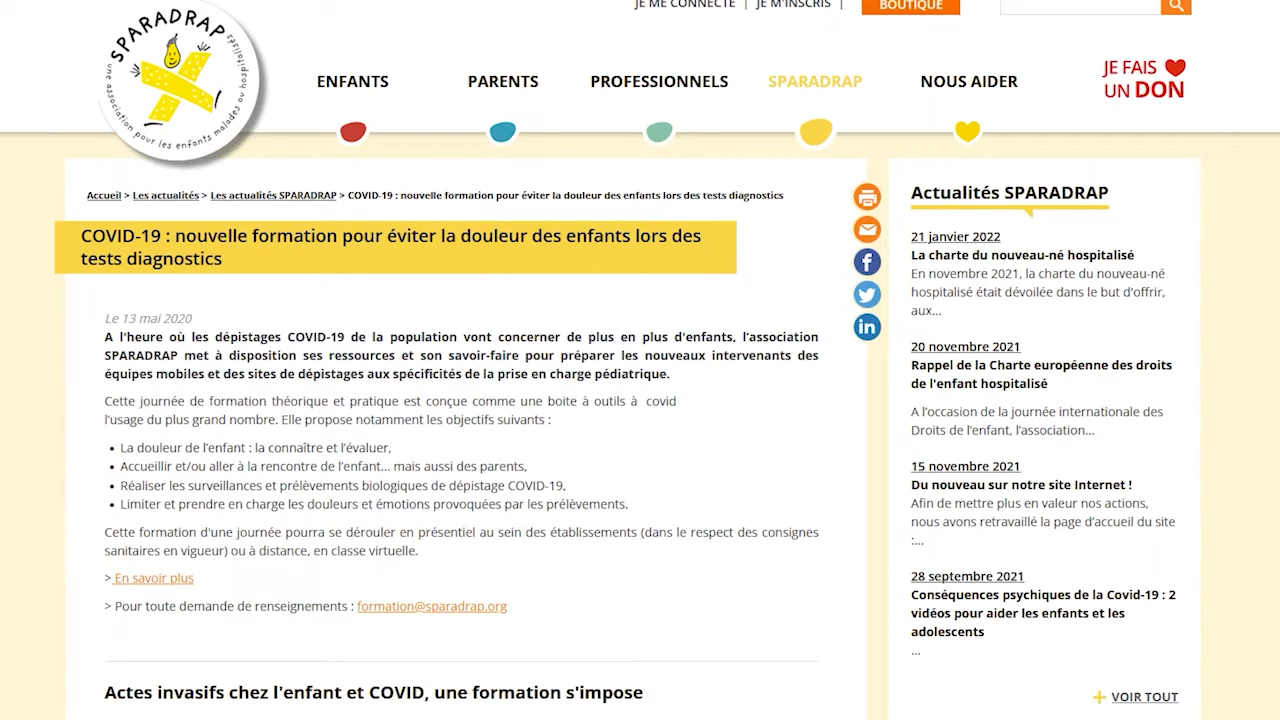 JE ME CONNECTE | JE M'INSCRIS |
BOUTIQUE
SPARADRAP
une association pour les enfants malades ou hospitalisés
ENFANTS
PARENTS
PROFESSIONNELS
SPARADRAP
NOUS AIDER
JE FAIS
UN DON
Accueil > Les actualités > Les actualités SPARADRAP > COVID-19 : nouvelle formation pour éviter la douleur des enfants lors des tests diagnostics
COVID-19 : nouvelle formation pour éviter la douleur des enfants lors des
tests diagnostics
Le 13 mai 2020
A l'heure où les dépistages COVID-19 de la population vont concerner de plus en plus d'enfants, l’association
SPARADRAP met à disposition ses ressources et son savoir-faire pour préparer les nouveaux intervenants des
équipes mobiles et des sites de dépistages aux spécificités de la prise en charge pédiatrique.
Cette journée de formation théorique et pratique est conçue comme une boite à outils à covid
l’usage du plus grand nombre. Elle propose notamment les objectifs suivants :
• La douleur de l’enfant : la connaître et l’évaluer,
• Accueillir et/ou aller à la rencontre de l’enfant... mais aussi des parents,
• Réaliser les surveillances et prélèvements biologiques de dépistage COVID-19,
• Limiter et prendre en charge les douleurs et émotions provoquées par les prélèvements.
Cette formation d'une journée pourra se dérouler en présentiel au sein des établissements (dans le respect des consignes
sanitaires en vigueur) ou à distance, en classe virtuelle.
> En savoir plus
> Pour toute demande de renseignements : formation@sparadrap.org
Actes invasifs chez l'enfant et COVID, une formation s'impose
Actualités SPARADRAP
21 janvier 2022
La charte du nouveau-né hospitalisé
En novembre 2021, la charte du nouveau-né
hospitalisé était dévoilée dans le but d'offrir,
aux...
20 novembre 2021
Rappel de la Charte européenne des droits
de l'enfant hospitalisé
A l’occasion de la journée internationale des
Droits de l’enfant, l’association...
15 novembre 2021
Du nouveau sur notre site Internet !
Afin de mettre plus en valeur nos actions,
nous avons retravaillé la page d’accueil du site
:...
28 septembre 2021
Conséquences psychiques de la Covid-19 : 2
vidéos pour aider les enfants et les
adolescents
...
+ VOIR TOUT